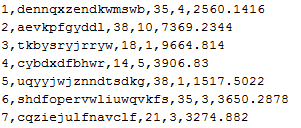 1,dennqxzendkwmswb,35,4,2560.1416
2,aevkpfgyddl,38,10,7369.2344
3,tkbysryjrryw,18,1,9664.814
4,cybdxdfbhwr,14,5,3906.83
5,uqyyjwjznndtsdkg,38,1,1517.5022
6,shdfopervwliuwqvkfs,35,3,3650.2878
7,cqziejulfnavclf,21,3,3274.882